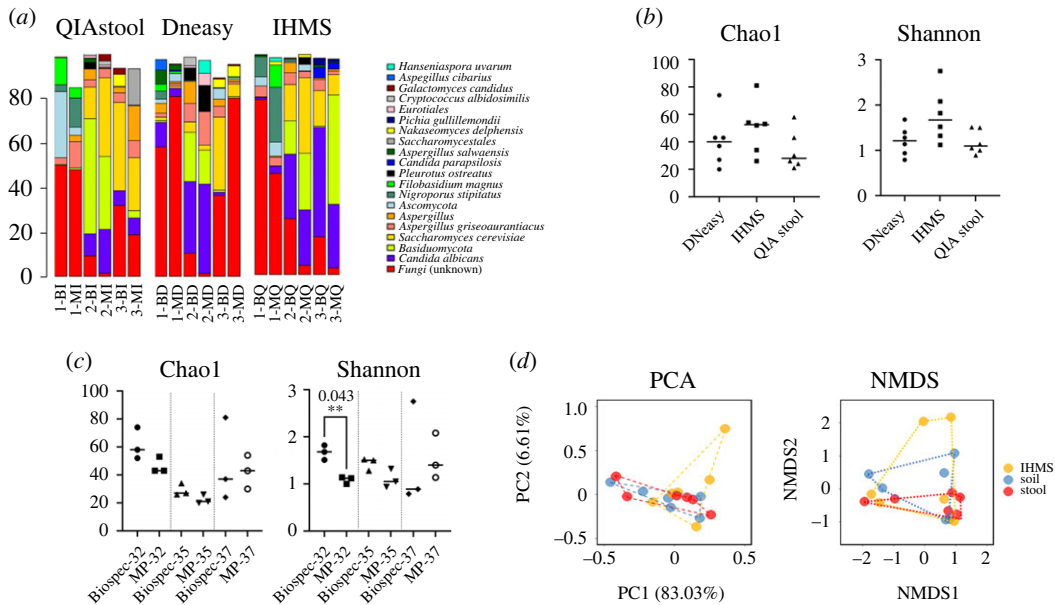 (a)
QIAstool Dneasy IHMS
80
60
40
20
0
1-BI
1-MI
2-BI
2-MI
3-BI
3-MI
1-BD
1-MD
2-BD
2-MD
3-BD
3-MD
1-BQ
1-MQ
2-BQ
2-MQ
3-BQ
3-MQ
Hanseniaspora uvarum
Aspegillus cibarius
Galactomyces candidus
Cryptococcus albidosimilis
Eurotiales
Pichia gullillemondii
Nakaseomyces delphensis
Saccharomycestales
Aspergillus salwaensis
Candida parapsilosis
Pleurotus ostreatus
Filobasidium magnus
Nigroporus stipitatus
Ascomycota
Aspergillus
Aspergillus griseoaurantiacus
Saccharomyces cerevisiae
Basiduomycota
Candida albicans
Fungi (unknown)
(b)
Chao1
100
80
60
40
20
0
DNeasy
IHMS
QIA stool
Shannon
3
2
1
0
DNeasy
IHMS
QIA stool
(c)
Chao1
100
80
60
40
20
0
Biospec-32
MP-32
Biospec-35
MP-35
Biospec-37
MP-37
Shannon
3
2
1
0
0.043
**
Biospec-32
MP-32
Biospec-35
MP-35
Biospec-37
MP-37
(d)
PCA
PC2 (6.61%)
1.0
0.5
0
−0.5
−0.5 0 0.5
PC1 (83.03%)
NMDS
NMDS2
2
1
0
−1
−2 −1 0 1 2
NMDS1
IHMS
soil
stool